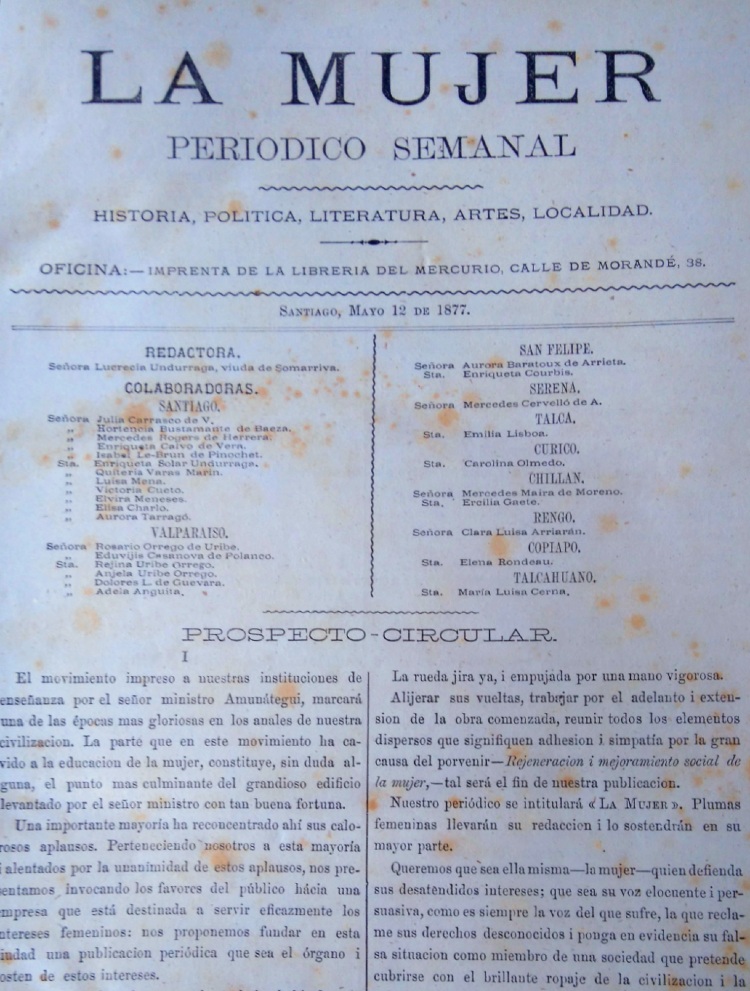 LA MUJER
PERIODICO SEMANAL
HISTORIA, POLITICA, LITERATURA, ARTES, LOCALIDAD.
OFICINA:—IMPRENTA DE LA LIBRERIA DEL MERCURIO, CALLE DE MORANDÉ, 38.
SANTIAGO, MAYO 12 DE 1877.
REDACTORA.
Señora Lucrecia Undurraga, viuda de Somarriva.
COLABORADORAS.
SANTIAGO.
Señora Julia Carrasco de V.
„ Hortencia Bustamante de Baeza.
„ Mercedes Rogers de Herrera.
„ Enriqueta Calvo de Vera.
„ Isabel Le-Brun de Pinochet.
Sta. Enriqueta Solar Undurraga.
„ Quiteria Varas Marin.
„ Luisa Mena.
„ Victoria Cueto.
„ Elvira Meneses.
„ Elisa Charlo.
„ Aurora Tarragó.
VALPARAISO.
Señora Rosario Orrego de Uribe.
„ Eduvijis Casanova de Polanco.
Sta. Rejina Uribe Orrego.
„ Anjela Uribe Orrego.
„ Dolores L. de Guevara.
„ Adela Anguita.
SAN FELIPE.
Señora Aurora Baratoux de Arrieta.
Sta. Enriqueta Courbis.
SERENA.
Señora Mercedes Cervelló de A.
TALCA.
Sta. Emilia Lisboa.
CURICO.
Sta. Carolina Olmedo.
CHILLAN.
Señora Mercedes Maira de Moreno.
Sta. Ercilia Gaete.
RENGO.
Señora Clara Luisa Arriarán.
COPIAPO.
Sta. Elena Rondeau.
TALCAHUANO.
Sta. María Luisa Cerna.
PROSPECTO-CIRCULAR.
I
El movimiento impreso a nuestras instituciones de
enseñanza por el señor ministro Amunátegui, marcará
una de las épocas mas gloriosas en los anales de nuestra
civilizacion. La parte que en este movimiento ha ca-
vido a la educacion de la mujer, constituye, sin duda al-
guna, el punto mas culminante del grandioso edificio
levantado por el señor ministro con tan buena fortuna.
Una importante mayoría ha reconcentrado ahí sus calo-
rosos aplausos. Perteneciendo nosotros a esta mayoría
i alentados por la unanimidad de estos aplausos, nos pre-
sentamos invocando los favores del público hácia una
empresa que está destinada a servir eficazmente los
intereses femeninos: nos proponemos fundar en esta
ciudad una publicacion periódica que sea el órgano i
osten de estos intereses.
La rueda jira ya, i empujada por una mano vigorosa.
Alijerar sus vueltas, trabajar por el adelanto i exten-
sion de la obra comenzada, reunir todos los elementos
dispersos que signifiquen adhesion i simpatía por la gran
causa del porvenir—Rejeneracion i mejoramiento social de
la mujer,—tal será el fin de nuestra publicacion.
Nuestro periódico se intitulará «LA MUJER». Plumas
femeninas llevarán su redaccion i lo sostendrán en su
mayor parte.
Queremos que sea ella misma—la mujer—quien defienda
sus desatendidos intereses; que sea su voz elocuente i per-
suasiva, como es siempre la voz del que sufre, la que recla-
me sus derechos desconocidos i ponga en evidencia su fal-
sa situacion como miembro de una sociedad que pretende
cubrirse con el brillante ropaje de la civilizacion i la